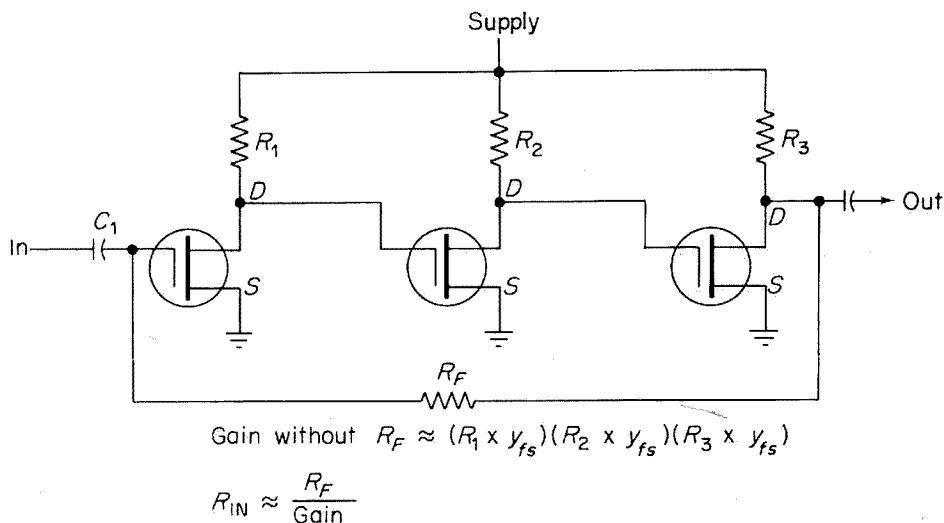 Supply
R1
R2
R3
D
D
D
C1
In
Out
S
S
S
RF
Gain without RF ≈ (R1 x yfs)(R2 x yfs)(R3 x yfs)
RIN ≈ RF
Gain